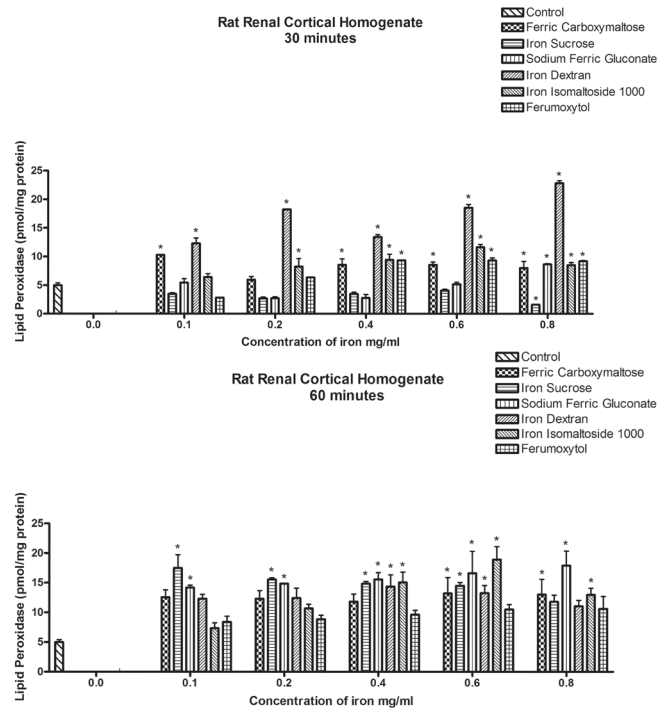 Rat Renal Cortical Homogenate
30 minutes
Control
Ferric Carboxymaltose
Iron Sucrose
Sodium Ferric Gluconate
Iron Dextran
Iron Isomaltoside 1000
Ferumoxytol
Lipid Peroxidase (pmol/mg protein)
25
20
15
10
5
0
* * * * * * * * * * * * * * * * *
0.0 0.1 0.2 0.4 0.6 0.8
Concentration of iron mg/ml
Rat Renal Cortical Homogenate
60 minutes
Control
Ferric Carboxymaltose
Iron Sucrose
Sodium Ferric Gluconate
Iron Dextran
Iron Isomaltoside 1000
Ferumoxytol
Lipid Peroxidase (pmol/mg protein)
25
20
15
10
5
0
* * * * * * * * * * * * * * * *
0.0 0.1 0.2 0.4 0.6 0.8
Concentration of iron mg/ml